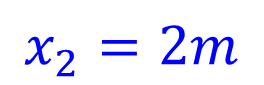 x₂ = 2m